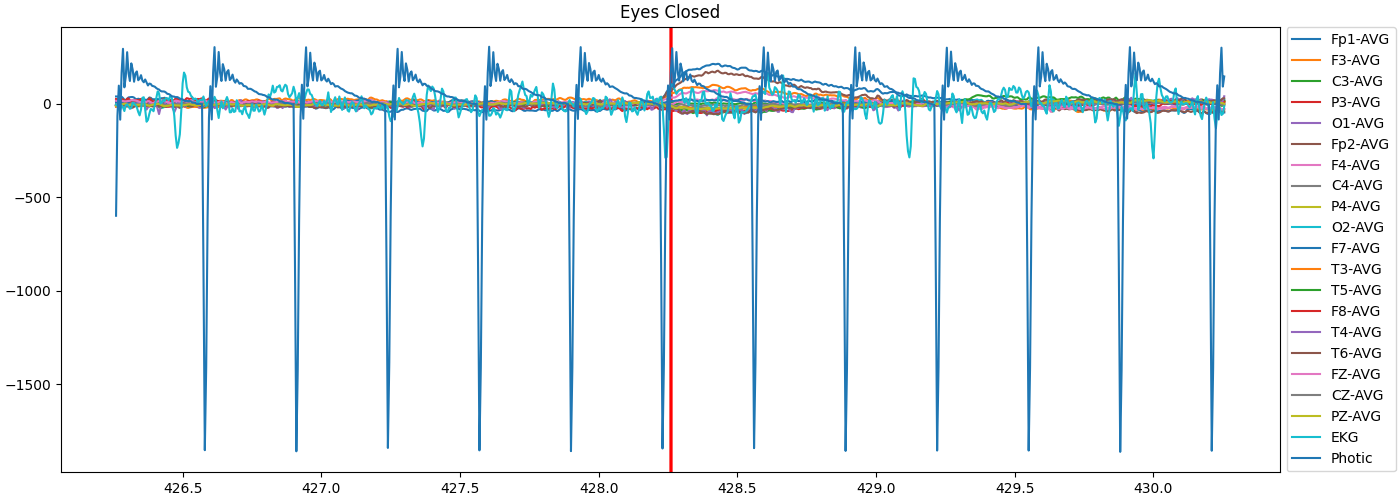 Eyes Closed
0
−500
−1000
−1500
426.5
427.0
427.5
428.0
428.5
429.0
429.5
430.0
Fp1-AVG
F3-AVG
C3-AVG
P3-AVG
O1-AVG
Fp2-AVG
F4-AVG
C4-AVG
P4-AVG
O2-AVG
F7-AVG
T3-AVG
T5-AVG
F8-AVG
T4-AVG
T6-AVG
FZ-AVG
CZ-AVG
PZ-AVG
EKG
Photic